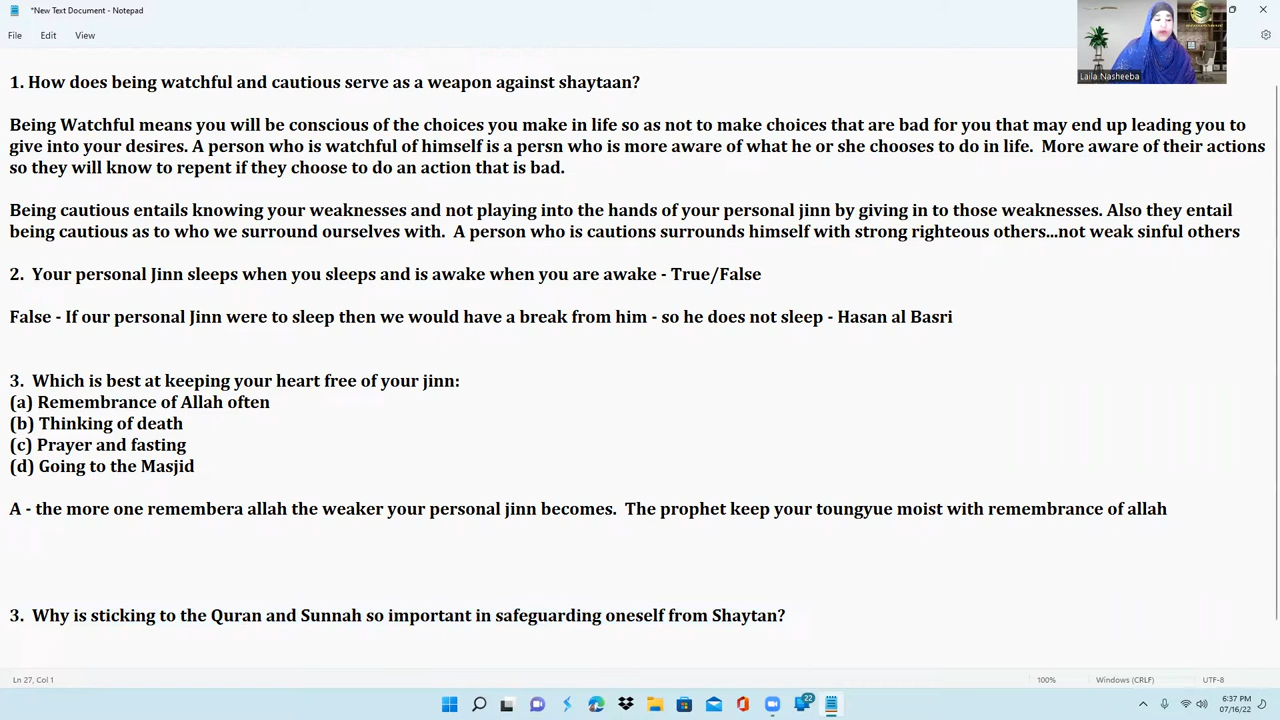 *New Text Document - Notepad
File Edit View
Laila Nasheeba
1. How does being watchful and cautious serve as a weapon against shaytaan?
Being Watchful means you will be conscious of the choices you make in life so as not to make choices that are bad for you that may end up leading you to
give into your desires. A person who is watchful of himself is a persn who is more aware of what he or she chooses to do in life.  More aware of their actions
so they will know to repent if they choose to do an action that is bad.
Being cautious entails knowing your weaknesses and not playing into the hands of your personal jinn by giving in to those weaknesses. Also they entail
being cautious as to who we surround ourselves with.  A person who is cautions surrounds himself with strong righteous others...not weak sinful others
2.  Your personal Jinn sleeps when you sleeps and is awake when you are awake - True/False
False - If our personal Jinn were to sleep then we would have a break from him - so he does not sleep - Hasan al Basri
3.  Which is best at keeping your heart free of your jinn:
(a) Remembrance of Allah often
(b) Thinking of death
(c) Prayer and fasting
(d) Going to the Masjid
A - the more one remembera allah the weaker your personal jinn becomes.  The prophet keep your toungyue moist with remembrance of allah
3.  Why is sticking to the Quran and Sunnah so important in safeguarding oneself from Shaytan?
Ln 27, Col 1 100% Windows (CRLF) UTF-8
22
6:37 PM
07/16/22